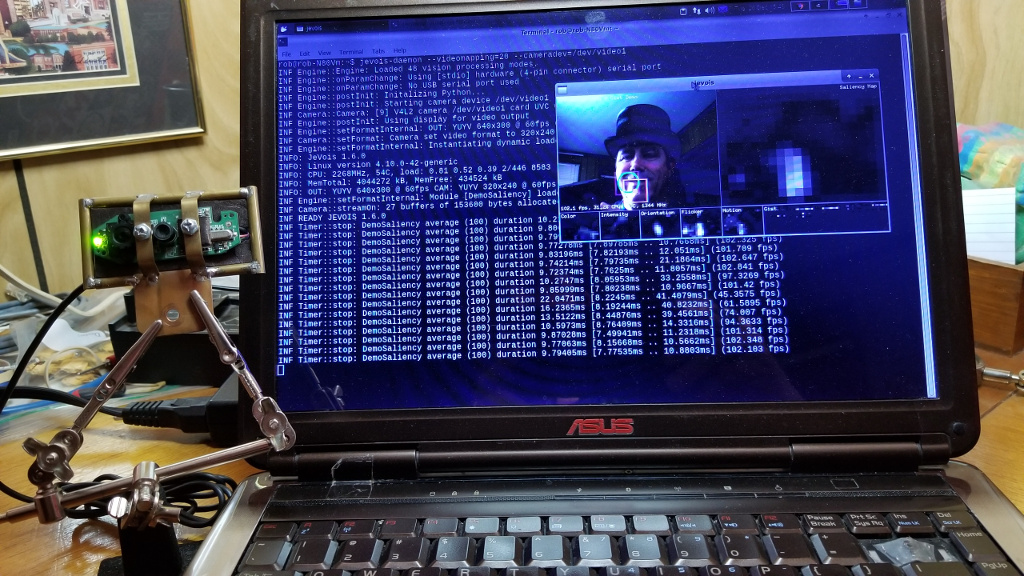 jevois
Terminal - rob@rob-N80Vn: ~
File Edit View Terminal Tabs Help
rob@rob-N80Vn:~$ jevois-daemon --videomapping=20 --cameradev=/dev/video1
INF Engine::Engine: Loaded 46 vision processing modes.
INF Engine::onParamChange: Using [stdio] hardware (4-pin connector) serial port
INF Engine::onParamChange: No USB serial port used
INF Engine::postInit: Initalizing Python...
INF Engine::postInit: Starting camera device /dev/video1
INF Camera::Camera: [9] V4L2 camera /dev/video1 card UVC
INF Engine::postInit: Using display for video output
INF Engine::setFormatInternal: OUT: YUYV 640x300 @ 60fps
INF Camera::setFormat: Camera set video format to 320x240
INF Engine::setFormatInternal: Instantiating dynamic load
INFO: JeVois 1.6.0
INFO: Linux version 4.10.0-42-generic
INFO: CPU: 2268MHz, 54C, load: 0.81 0.52 0.39 2/446 8503
INFO: MemTotal: 4044272 kB, MemFree: 434524 kB
INFO: OUT: YUYV 640x300 @ 60fps CAM: YUYV 320x240 @ 60fps
INF Engine::setFormatInternal: Module [DemoSaliency] load
INF Camera::streamOn: 27 buffers of 153600 bytes allocate
INF READY JEVOIS 1.6.0
INF Timer::stop: DemoSaliency average (100) duration 10.2
INF Timer::stop: DemoSaliency average (100) duration 9.80
INF Timer::stop: DemoSaliency average (100) duration 9.77278ms [7.69785ms .. 10.7668ms] (102.325 fps)
INF Timer::stop: DemoSaliency average (100) duration 9.83196ms [7.82193ms .. 12.051ms] (101.709 fps)
INF Timer::stop: DemoSaliency average (100) duration 9.74214ms [7.79735ms .. 21.1864ms] (102.647 fps)
INF Timer::stop: DemoSaliency average (100) duration 9.72374ms [7.7625ms .. 11.8057ms] (102.841 fps)
INF Timer::stop: DemoSaliency average (100) duration 10.2747ms [8.05953ms .. 33.2558ms] (97.3269 fps)
INF Timer::stop: DemoSaliency average (100) duration 9.85999ms [7.80238ms .. 10.9667ms] (101.42 fps)
INF Timer::stop: DemoSaliency average (100) duration 22.0471ms [8.2245ms .. 41.4079ms] (45.3575 fps)
INF Timer::stop: DemoSaliency average (100) duration 16.2365ms [8.19244ms .. 40.8232ms] (61.5895 fps)
INF Timer::stop: DemoSaliency average (100) duration 13.5122ms [8.44876ms .. 39.4561ms] (74.007 fps)
INF Timer::stop: DemoSaliency average (100) duration 10.5973ms [8.76409ms .. 14.3316ms] (94.3633 fps)
INF Timer::stop: DemoSaliency average (100) duration 9.87028ms [7.49941ms .. 11.2318ms] (101.314 fps)
INF Timer::stop: DemoSaliency average (100) duration 9.77063ms [8.15668ms .. 10.5662ms] (102.348 fps)
INF Timer::stop: DemoSaliency average (100) duration 9.79405ms [7.77535ms .. 10.8803ms] (102.103 fps)
jevois
Saliency Map
Color Intensity Orientation Flicker Motion Gist
ASUS
Pause Break
Prt Sc Sys Rq
Ins
Del
Home
PgUp
W E R T Y U I O P